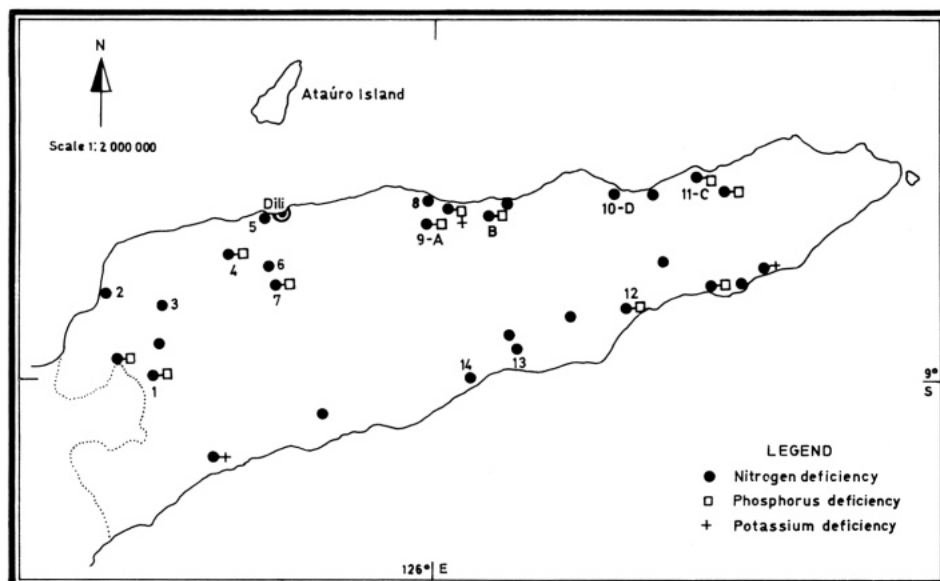 N
Ataúro Island
Scale 1:2 000 000
Dili
5
8
9-A
B
10-D
11-C
4
6
7
2
3
12
1
13
14
9°
S
LEGEND
Nitrogen deficiency
Phosphorus deficiency
Potassium deficiency
126° E